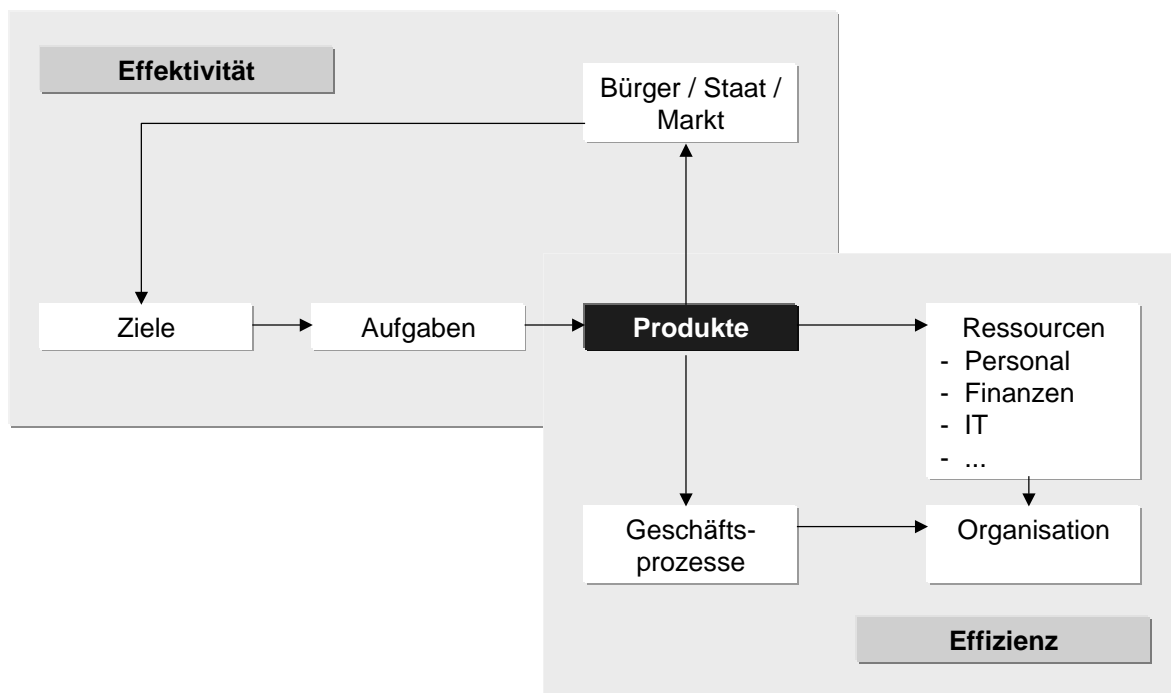 Effektivität
Bürger / Staat /
Markt
Ziele
Aufgaben
Produkte
Ressourcen
- Personal
- Finanzen
- IT
- ...
Geschäfts-
prozesse
Organisation
Effizienz